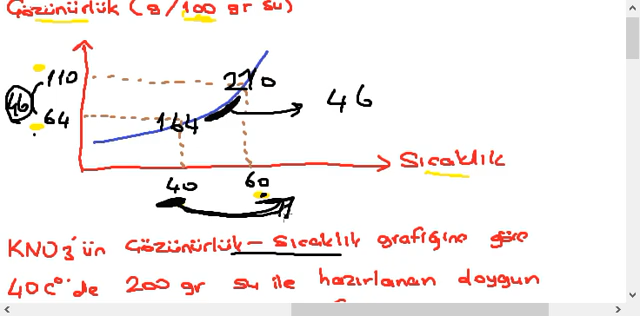 Çözünürlük (g/100 gr su)
110
210
46
46
64
164
Sıcaklık
40
60
KNO3'ün Çözünürlük - Sıcaklık grafiğine göre
40C°'de 200 gr su ile hazırlanan doygun